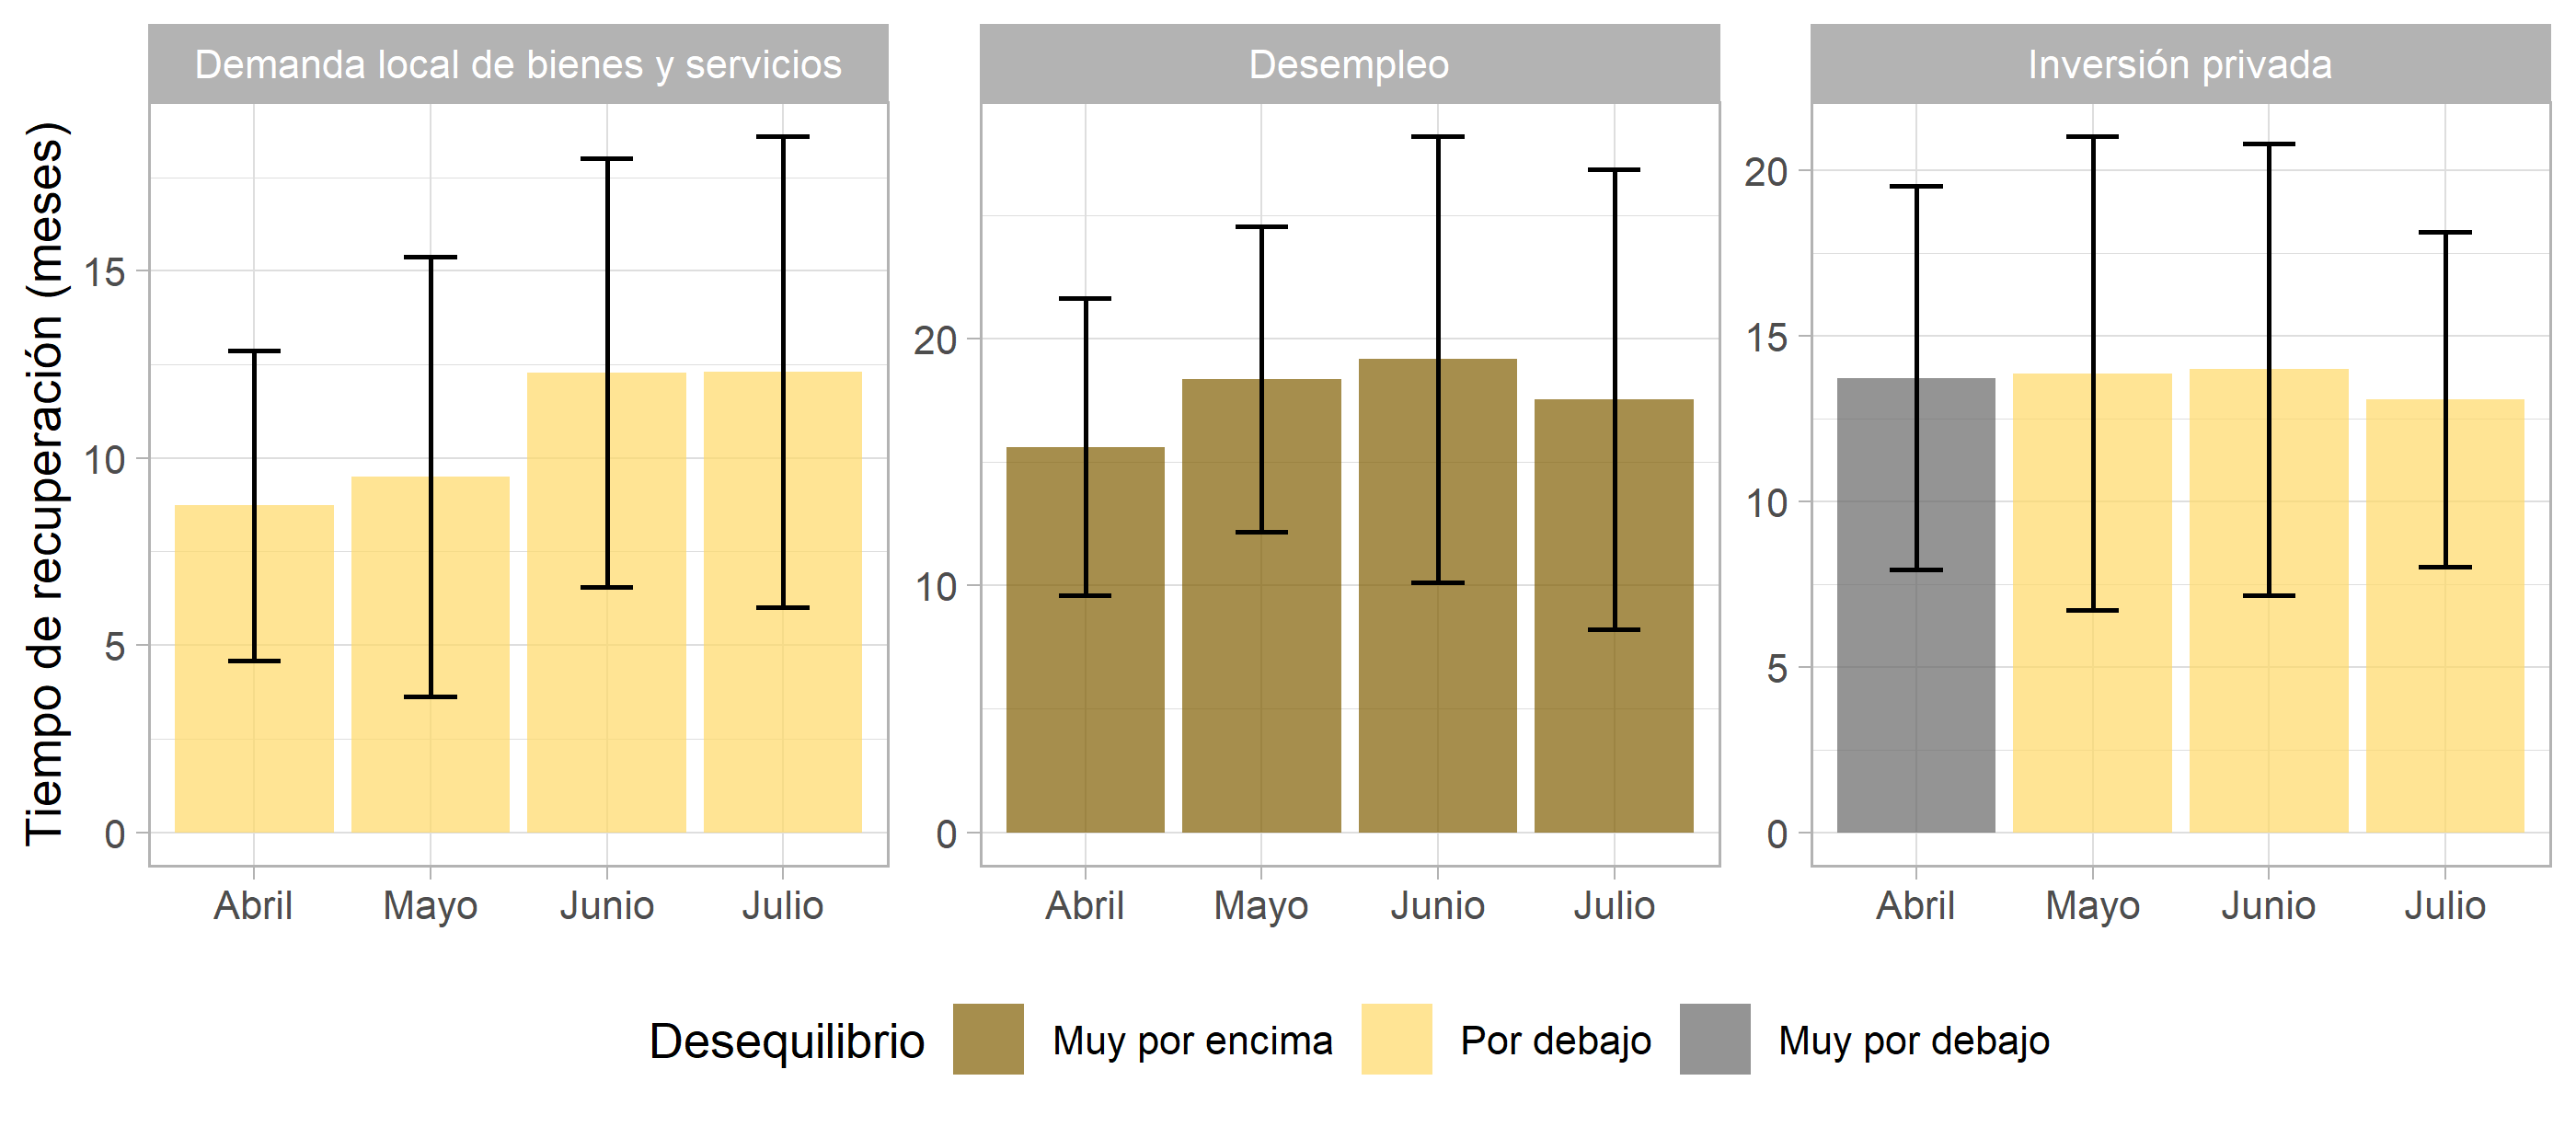 Demanda local de bienes y servicios
Desempleo
Inversión privada
Tiempo de recuperación (meses)
15
10
5
0
20
10
0
20
15
10
5
0
Abril Mayo Junio Julio
Abril Mayo Junio Julio
Abril Mayo Junio Julio
Desequilibrio Muy por encima Por debajo Muy por debajo